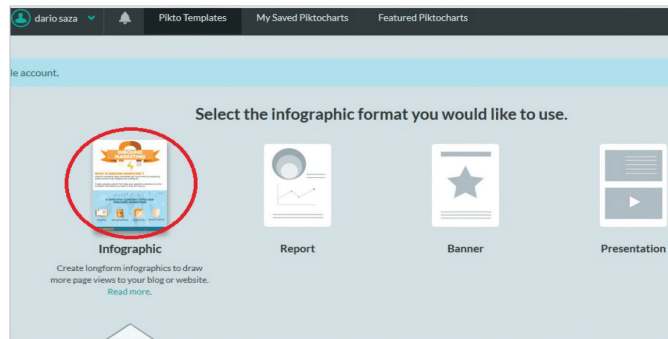 dario saza
Pikto Templates
My Saved Piktocharts
Featured Piktocharts
le account.
Select the infographic format you would like to use.
INBOUND
MARKETING
Infographic
Report
Banner
Presentation
Create longform infographics to draw
more page views to your blog or website.
Read more.